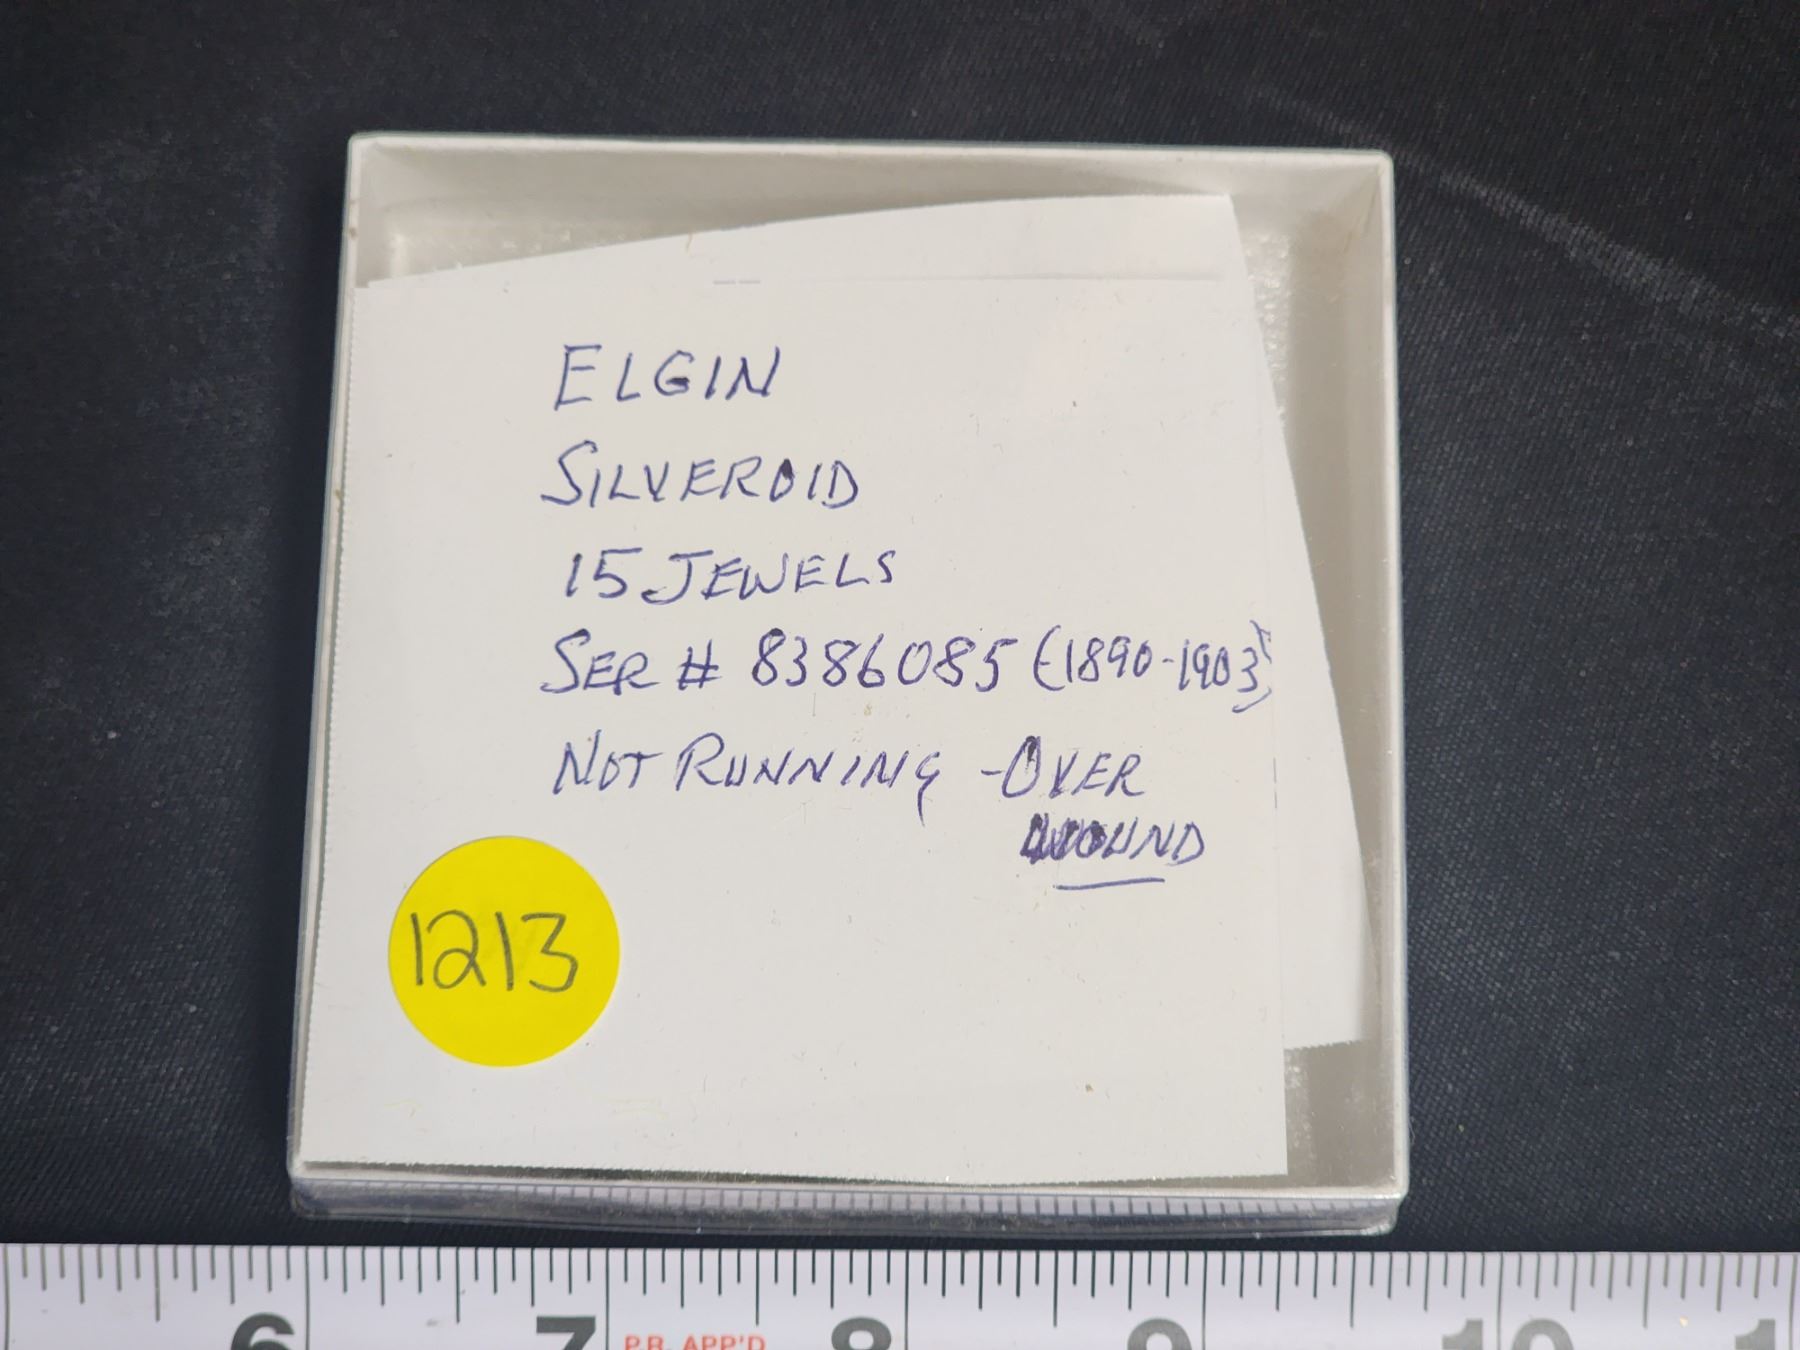 ELGIN
SILVEROID
15 JEWELS
SER # 8386085 (1890-1903)
NOT RUNNING - OVER
WOUND
1213
6 7 P.R. APP'D 8 9 10 1